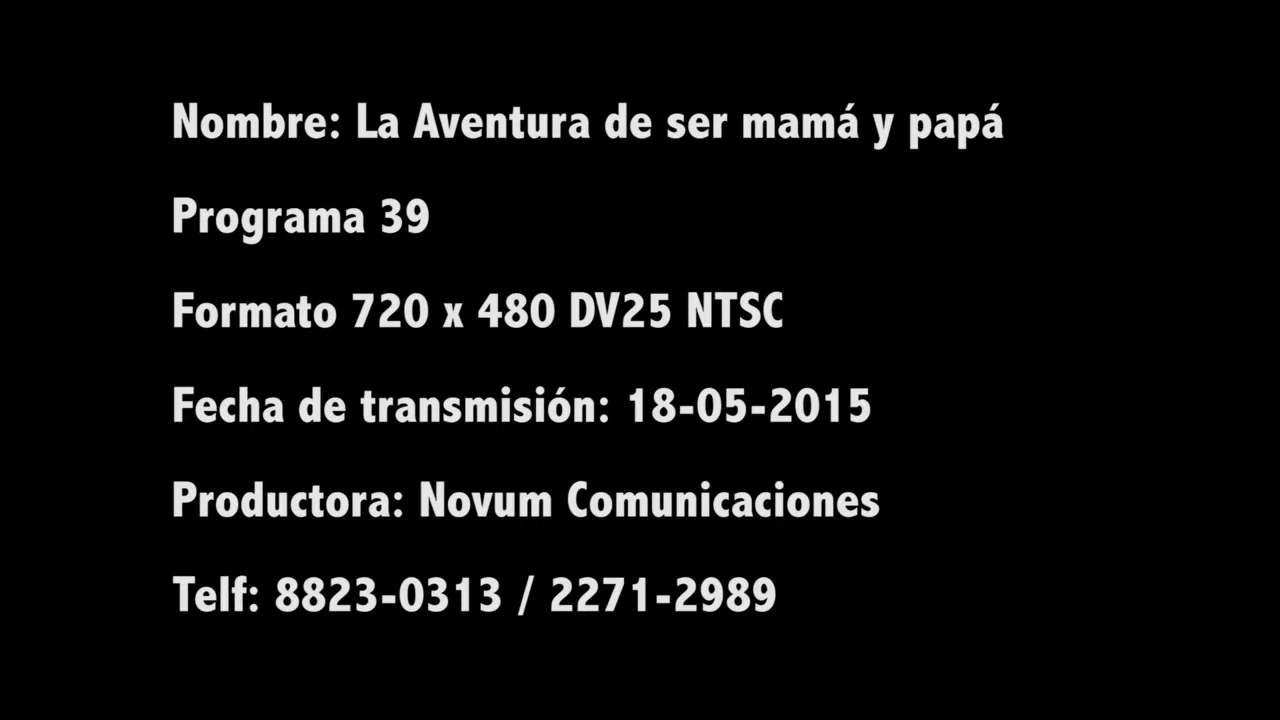 Nombre: La Aventura de ser mamá y papá
Programa 39
Formato 720 x 480 DV25 NTSC
Fecha de transmisión: 18-05-2015
Productora: Novum Comunicaciones
Telf: 8823-0313 / 2271-2989